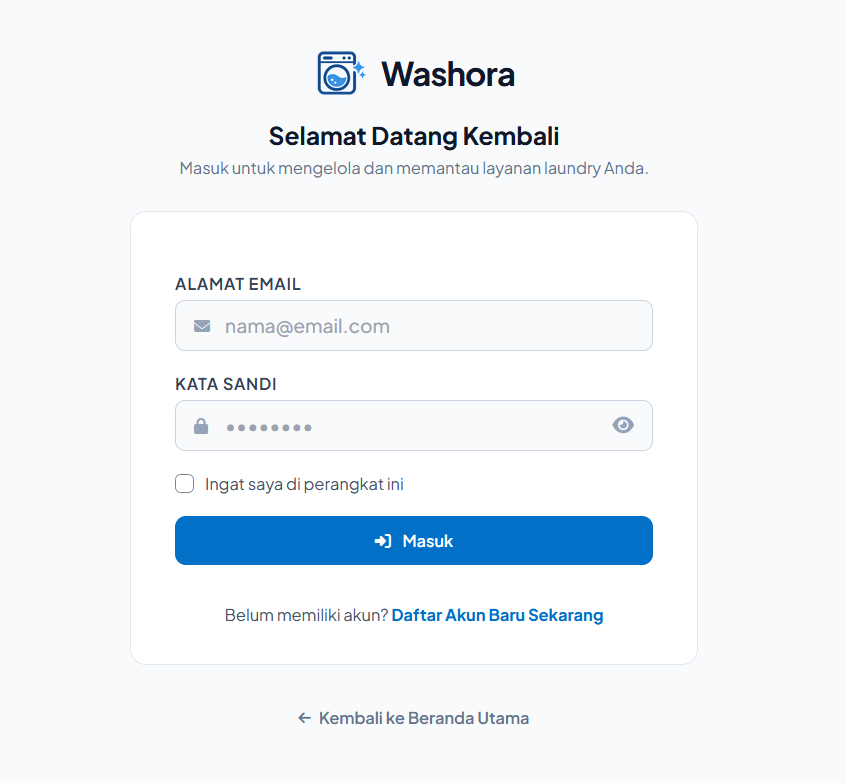 Washora
Selamat Datang Kembali
Masuk untuk mengelola dan memantau layanan laundry Anda.
ALAMAT EMAIL
nama@email.com
KATA SANDI
••••••••
Ingat saya di perangkat ini
Masuk
Belum memiliki akun? Daftar Akun Baru Sekarang
← Kembali ke Beranda Utama